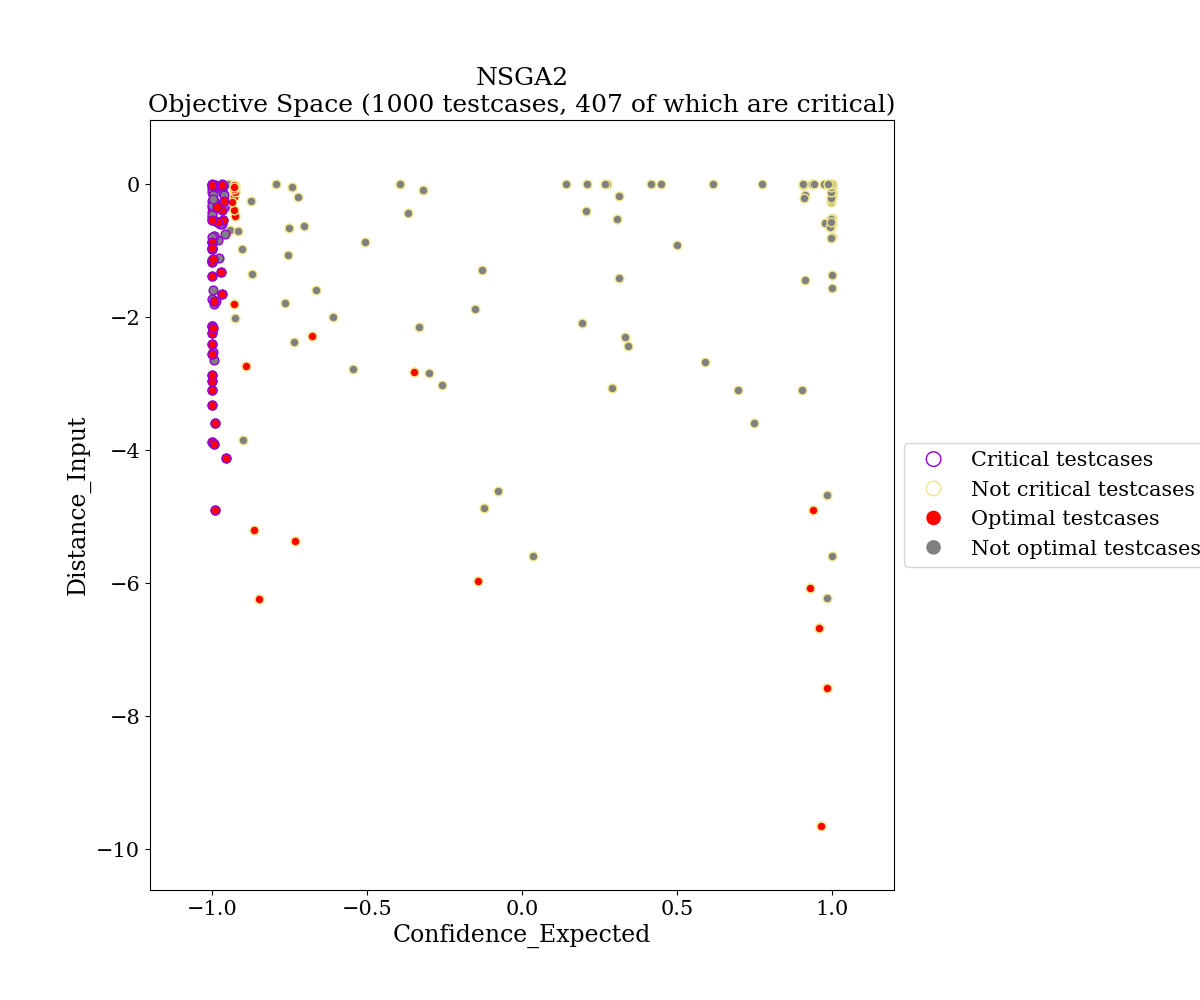 NSGA2
Objective Space (1000 testcases, 407 of which are critical)
0
−2
−4
−6
−8
−10
Distance_Input
−1.0
−0.5
0.0
0.5
1.0
Confidence_Expected
Critical testcases
Not critical testcases
Optimal testcases
Not optimal testcases